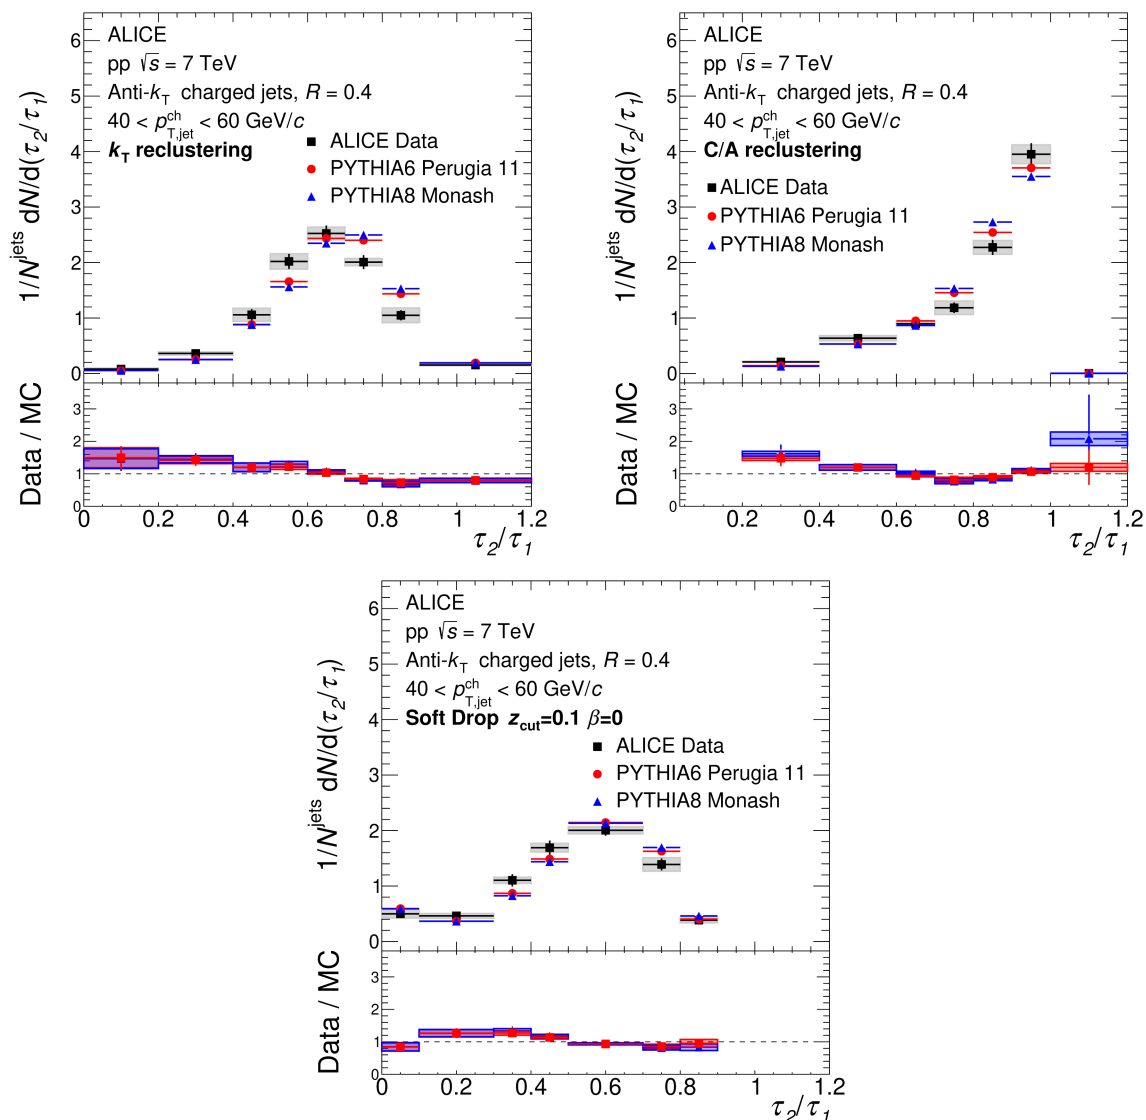 ALICE
pp √s = 7 TeV
Anti-kT charged jets, R = 0.4
40 < p^ch_T,jet < 60 GeV/c
kT reclustering
ALICE Data
PYTHIA6 Perugia 11
PYTHIA8 Monash
1/N^jets dN/d(τ2/τ1)
6
5
4
3
2
1
0
Data / MC
3
2
1
0
0 0.2 0.4 0.6 0.8 1 1.2
τ2/τ1
ALICE
pp √s = 7 TeV
Anti-kT charged jets, R = 0.4
40 < p^ch_T,jet < 60 GeV/c
C/A reclustering
ALICE Data
PYTHIA6 Perugia 11
PYTHIA8 Monash
1/N^jets dN/d(τ2/τ1)
6
5
4
3
2
1
0
Data / MC
3
2
1
0
0.2 0.4 0.6 0.8 1 1.2
τ2/τ1
ALICE
pp √s = 7 TeV
Anti-kT charged jets, R = 0.4
40 < p^ch_T,jet < 60 GeV/c
Soft Drop zcut=0.1 β=0
ALICE Data
PYTHIA6 Perugia 11
PYTHIA8 Monash
1/N^jets dN/d(τ2/τ1)
6
5
4
3
2
1
0
Data / MC
3
2
1
0
0 0.2 0.4 0.6 0.8 1 1.2
τ2/τ1